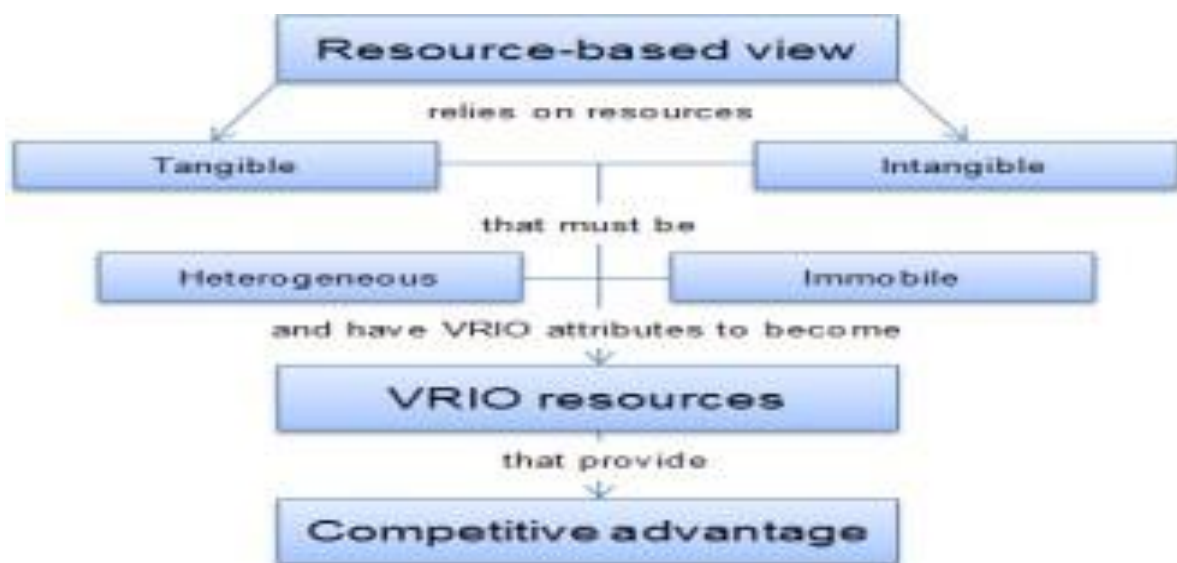 Resource-based view
relies on resources
Tangible
Intangible
that must be
Heterogeneous
Immobile
and have VRIO attributes to become
VRIO resources
that provide
Competitive advantage